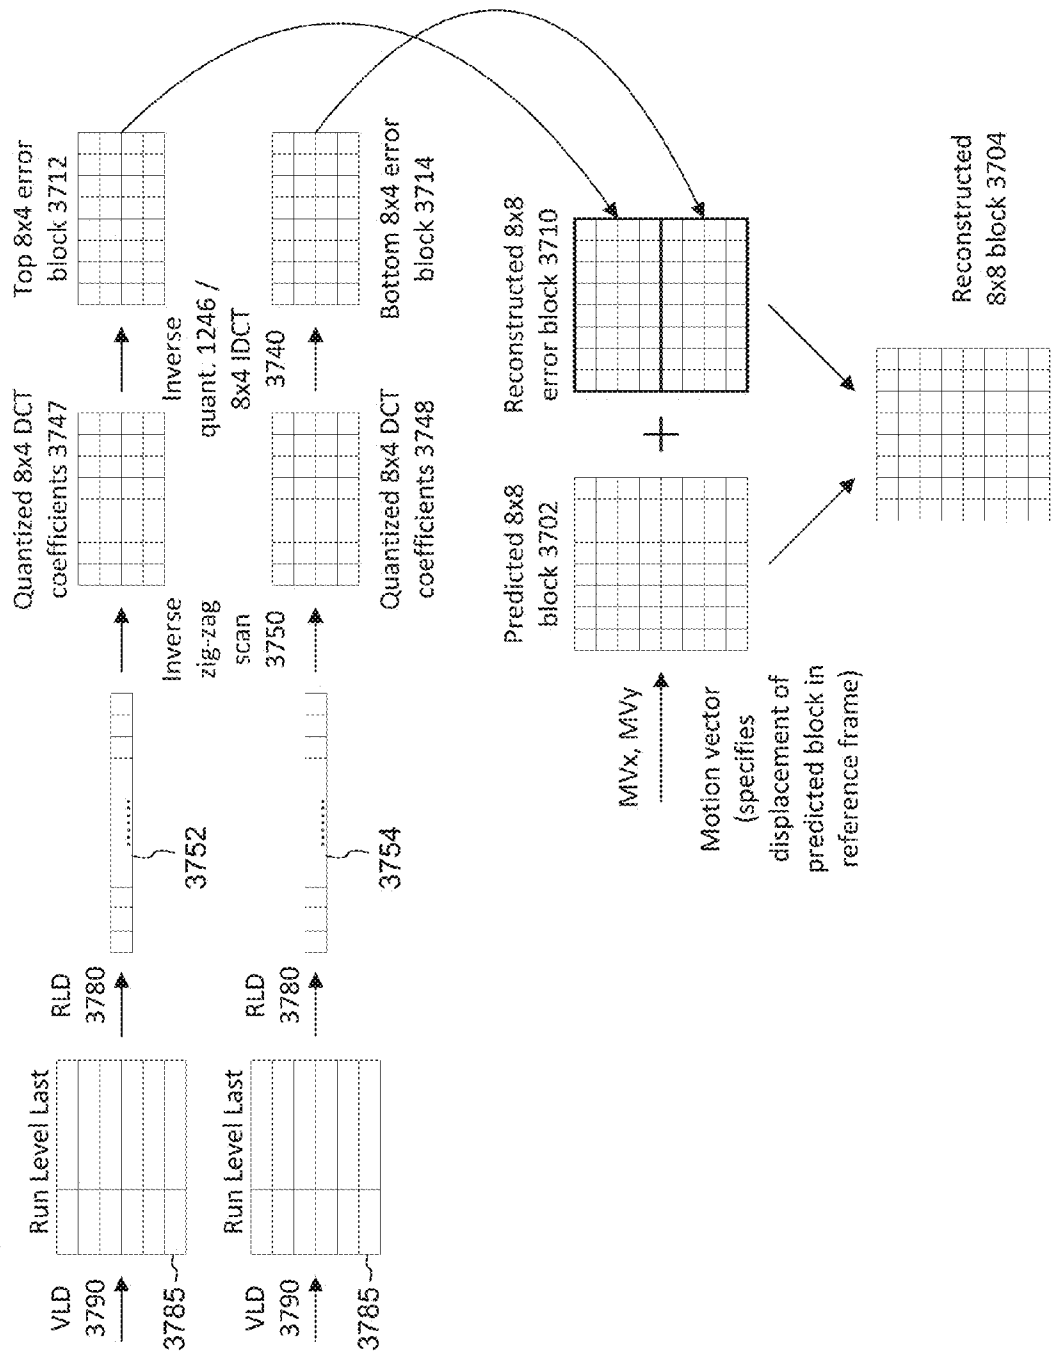 VLD
3790
Run Level Last
3785
RLD
3780
3752
Inverse
zig-zag
scan
3750
Quantized 8x4 DCT
coefficients 3747
Inverse
quant. 1246 /
8x4 IDCT
3740
Top 8x4 error
block 3712
VLD
3790
Run Level Last
3785
RLD
3780
3754
Quantized 8x4 DCT
coefficients 3748
Bottom 8x4 error
block 3714
MVx, MVy
Motion vector
(specifies
displacement of
predicted block in
reference frame)
Predicted 8x8
block 3702
+
Reconstructed 8x8
error block 3710
Reconstructed
8x8 block 3704